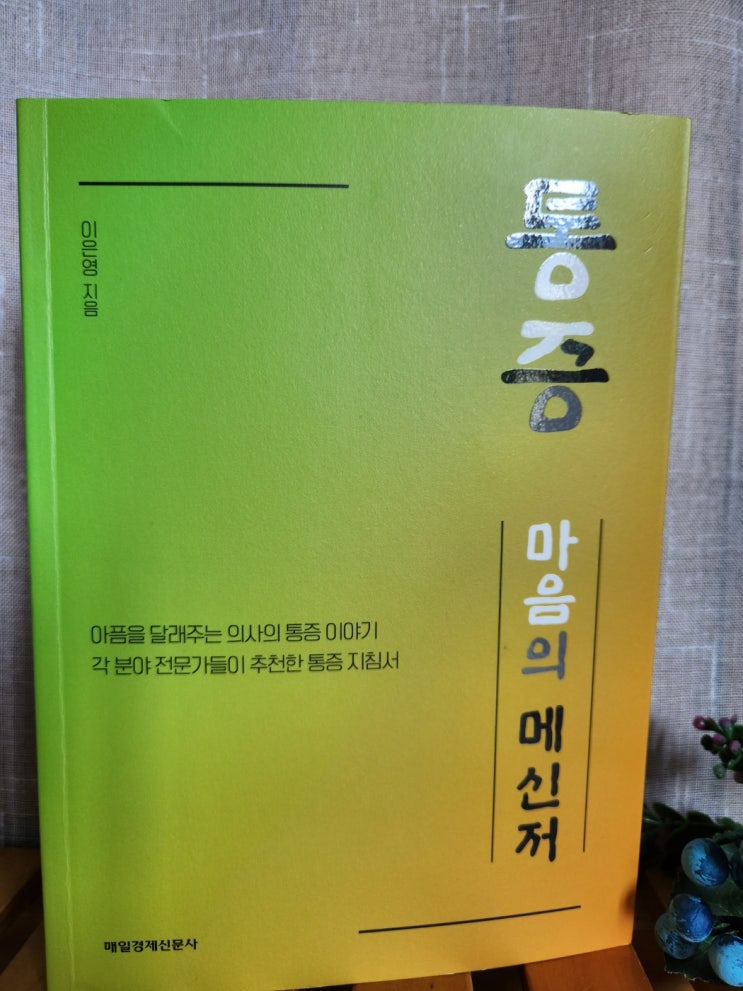 통증
마음의 메신저
이은영 지음
아픔을 달래주는 의사의 통증 이야기
각 분야 전문가들이 추천한 통증 지침서
매일경제신문사